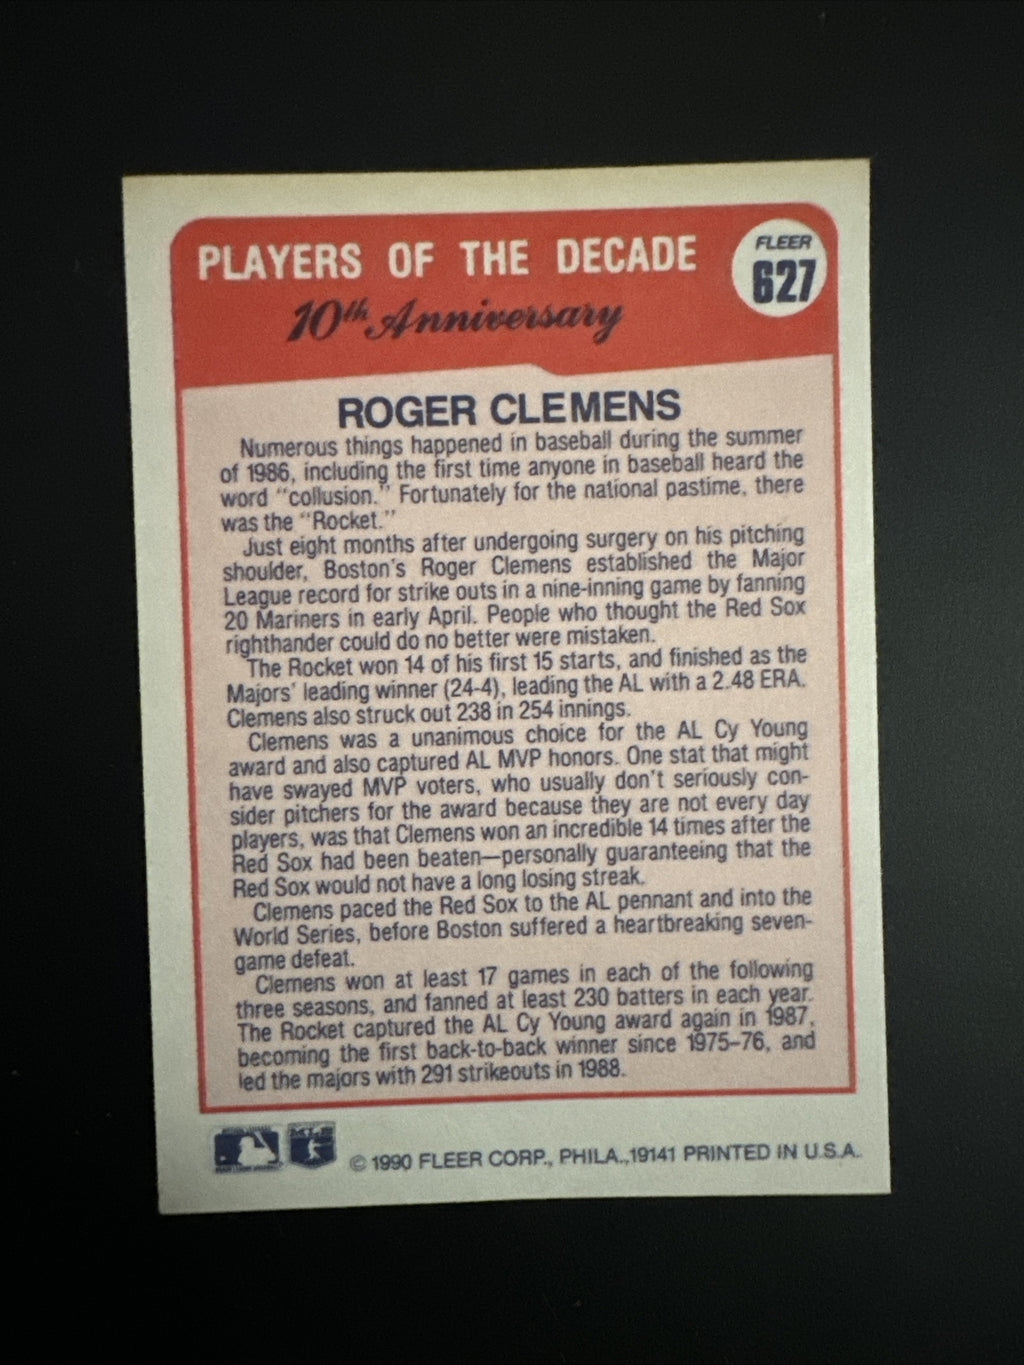 PLAYERS OF THE DECADE
10th Anniversary
FLEER
627
ROGER CLEMENS
Numerous things happened in baseball during the summer
of 1986, including the first time anyone in baseball heard the
word "collusion." Fortunately for the national pastime, there
was the "Rocket."
Just eight months after undergoing surgery on his pitching
shoulder, Boston's Roger Clemens established the Major
League record for strike outs in a nine-inning game by fanning
20 Mariners in early April. People who thought the Red Sox
righthander could do no better were mistaken.
The Rocket won 14 of his first 15 starts, and finished as the
Majors' leading winner (24-4), leading the AL with a 2.48 ERA.
Clemens also struck out 238 in 254 innings.
Clemens was a unanimous choice for the AL Cy Young
award and also captured AL MVP honors. One stat that might
have swayed MVP voters, who usually don't seriously con-
sider pitchers for the award because they are not every day
players, was that Clemens won an incredible 14 times after the
Red Sox had been beaten—personally guaranteeing that the
Red Sox would not have a long losing streak.
Clemens paced the Red Sox to the AL pennant and into the
World Series, before Boston suffered a heartbreaking seven-
game defeat.
Clemens won at least 17 games in each of the following
three seasons, and fanned at least 230 batters in each year.
The Rocket captured the AL Cy Young award again in 1987,
becoming the first back-to-back winner since 1975–76, and
led the majors with 291 strikeouts in 1988.
© 1990 FLEER CORP., PHILA.,19141 PRINTED IN U.S.A.